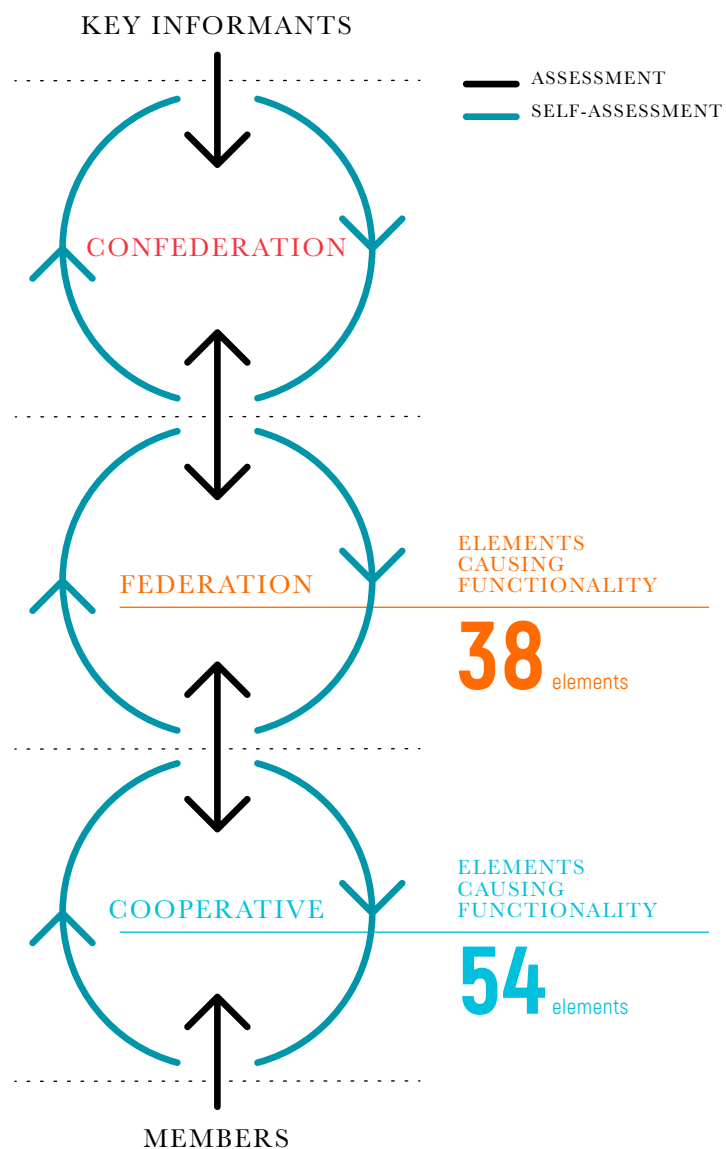 KEY INFORMANTS
ASSESSMENT
SELF-ASSESSMENT
CONFEDERATION
FEDERATION
ELEMENTS
CAUSING
FUNCTIONALITY
38 elements
COOPERATIVE
ELEMENTS
CAUSING
FUNCTIONALITY
54 elements
MEMBERS